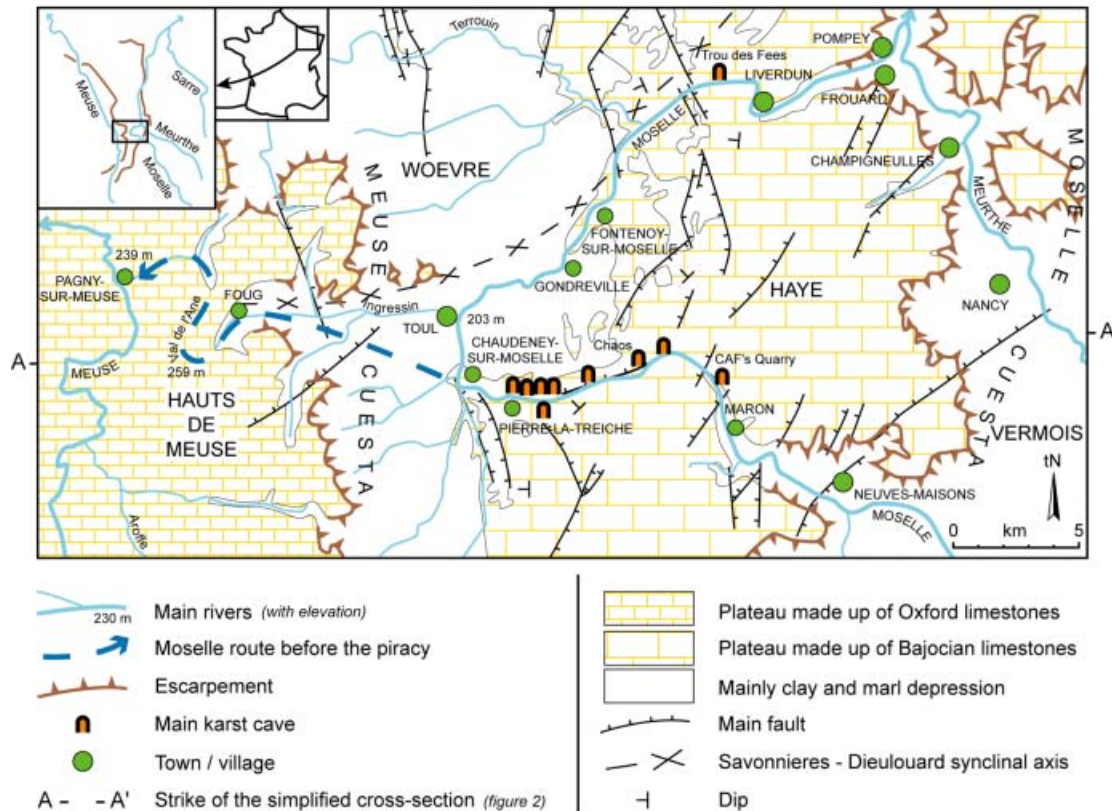 Meuse
Sarre
Meurthe
Moselle
Terrouin
POMPEY
Trou des Fees
LIVERDUN
FROUARD
MOSELLE
CHAMPIGNEULLES
MEURTHE
MOSELLE
WOEVRE
MEUSE
FONTENOY-
SUR-MOSELLE
239 m
PAGNY-
SUR-MEUSE
FOUG
Ingressin
GONDREVILLE
HAYE
NANCY
Val de l'Ane
TOUL
203 m
A
A'
MEUSE
259 m
CHAUDENEY-
SUR-MOSELLE
Chaos
CAF's Quarry
CUESTA
HAUTS
DE
MEUSE
CUESTA
PIERRE-LA-TREICHE
MARON
VERMOIS
tN
NEUVES-MAISONS
MOSELLE
Aroffe
0 km 5
230 m
Main rivers (with elevation)
Moselle route before the piracy
Escarpement
Main karst cave
Town / village
A - - A' Strike of the simplified cross-section (figure 2)
Plateau made up of Oxford limestones
Plateau made up of Bajocian limestones
Mainly clay and marl depression
Main fault
Savonnieres - Dieulouard synclinal axis
Dip